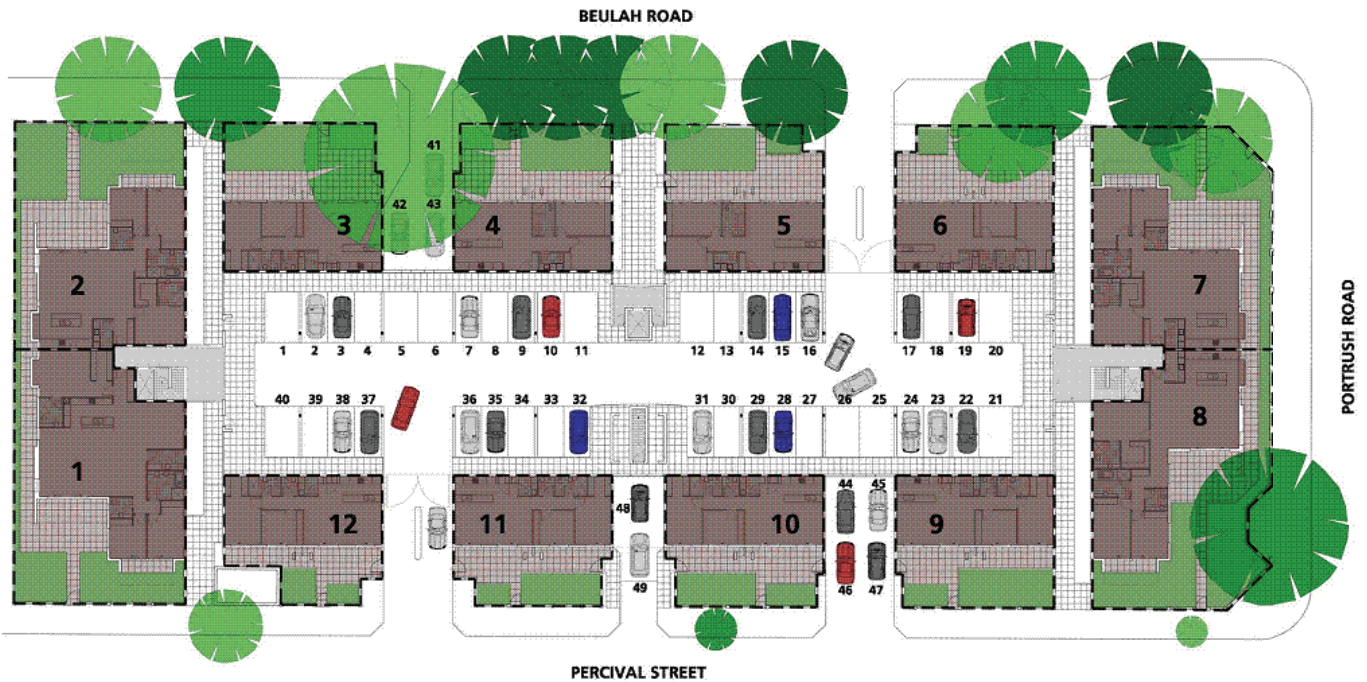 BEULAH ROAD
41
42 43
3 4 5 6
2 7
PORTRUSH ROAD
1 2 3 4 5 6 7 8 9 10 11 12 13 14 15 16 17 18 19 20
40 39 38 37 36 35 34 33 32 31 30 29 28 27 26 25 24 23 22 21
8
1
44 45
48
12 11 10 9
49 46 47
PERCIVAL STREET